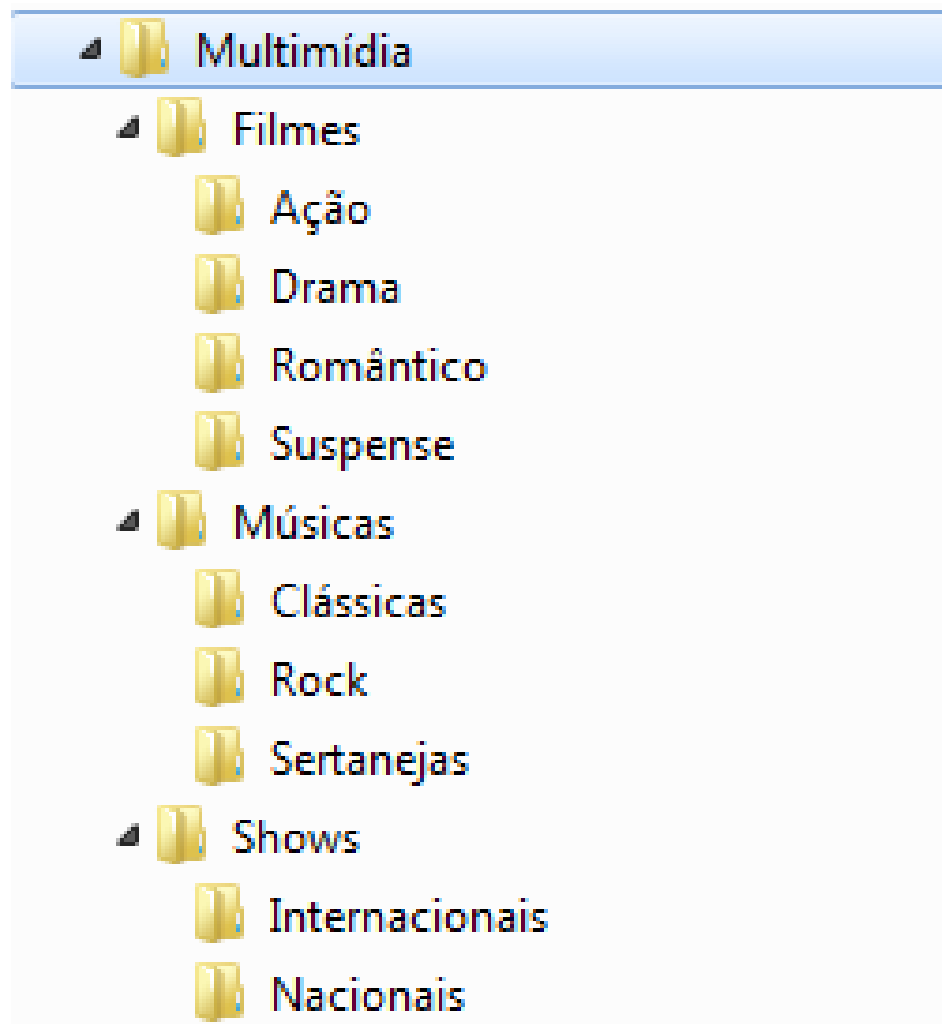 Multimídia
Filmes
Ação
Drama
Romântico
Suspense
Músicas
Clássicas
Rock
Sertanejas
Shows
Internacionais
Nacionais